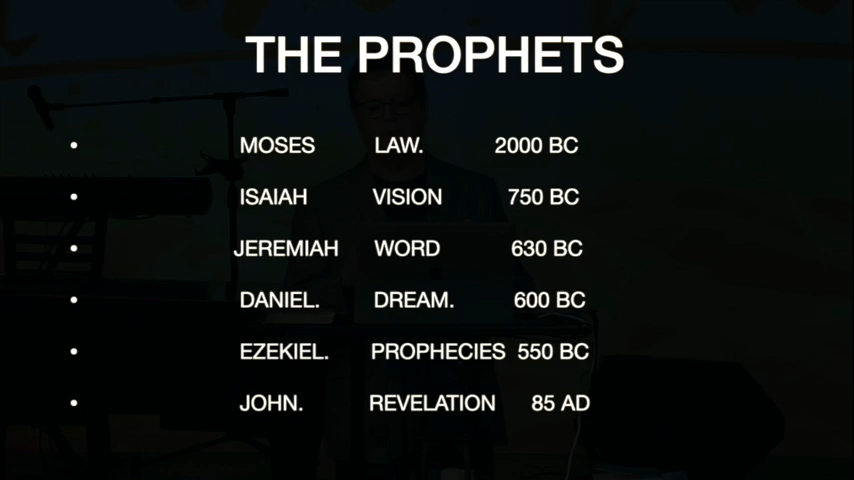 THE PROPHETS
• MOSES LAW. 2000 BC
• ISAIAH VISION 750 BC
• JEREMIAH WORD 630 BC
• DANIEL. DREAM. 600 BC
• EZEKIEL. PROPHECIES 550 BC
• JOHN. REVELATION 85 AD